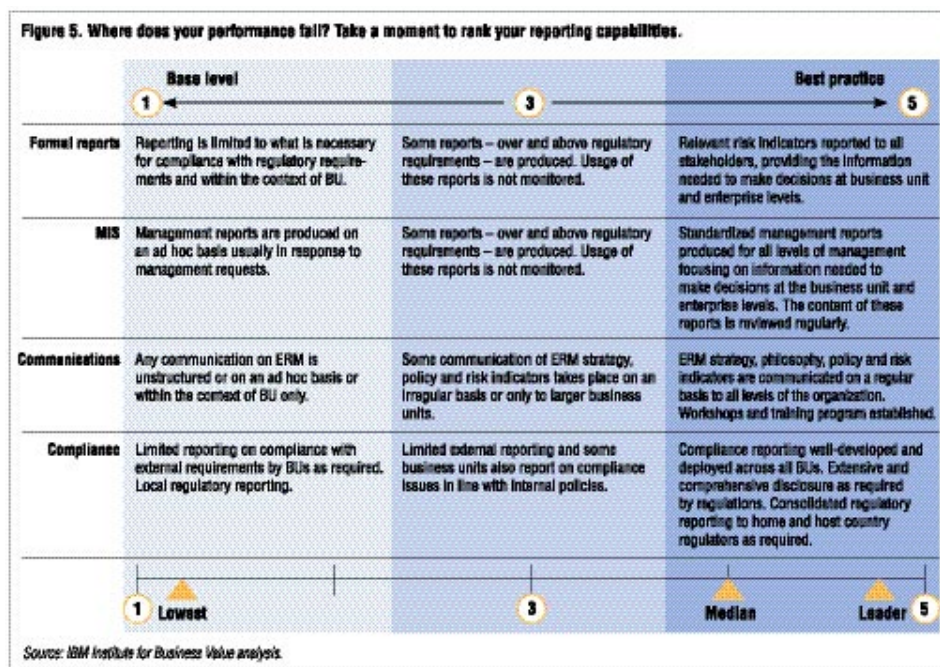 Figure 5. Where does your performance fall? Take a moment to rank your reporting capabilities.
Base level
Best practice
1
3
5
Formal reports
Reporting is limited to what is necessary
for compliance with regulatory require-
ments and within the context of BU.
Some reports – over and above regulatory
requirements – are produced. Usage of
these reports is not monitored.
Relevant risk indicators reported to all
stakeholders, providing the information
needed to make decisions at business unit
and enterprise levels.
MIS
Management reports are produced on
an ad hoc basis usually in response to
management requests.
Some reports – over and above regulatory
requirements – are produced. Usage of
these reports is not monitored.
Standardized management reports
produced for all levels of management
focusing on information needed to
make decisions at the business unit and
enterprise levels. The content of these
reports is reviewed regularly.
Communications
Any communication on ERM is
unstructured or on an ad hoc basis or
within the context of BU only.
Some communication of ERM strategy,
policy and risk indicators takes place on an
irregular basis or only to larger business
units.
ERM strategy, philosophy, policy and risk
indicators are communicated on a regular
basis to all levels of the organization.
Workshops and training program established.
Compliance
Limited reporting on compliance with
external requirements by BUs as required.
Local regulatory reporting.
Limited external reporting and some
business units also report on compliance
issues in line with internal policies.
Compliance reporting well-developed and
deployed across all BUs. Extensive and
comprehensive disclosure as required
by regulations. Consolidated regulatory
reporting to home and host country
regulators as required.
1
Lowest
3
Median
Leader
5
Source: IBM Institute for Business Value analysis.